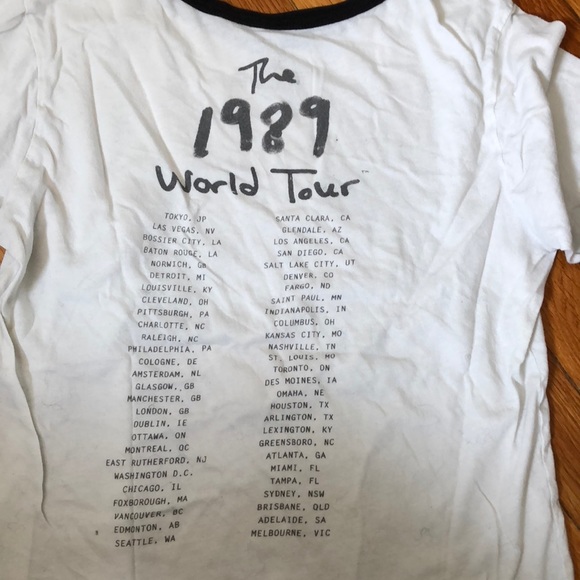 The
1989
World Tour™
TOKYO, JP
LAS VEGAS, NV
BOSSIER CITY, LA
BATON ROUGE, LA
NORWICH, GB
DETROIT, MI
LOUISVILLE, KY
CLEVELAND, OH
PITTSBURGH, PA
CHARLOTTE, NC
RALEIGH, NC
PHILADELPHIA, PA
COLOGNE, DE
AMSTERDAM, NL
GLASGOW, GB
MANCHESTER, GB
LONDON, GB
DUBLIN, IE
OTTAWA, ON
MONTREAL, QC
EAST RUTHERFORD, NJ
WASHINGTON D.C.
CHICAGO, IL
FOXBOROUGH, MA
VANCOUVER, BC
EDMONTON, AB
SEATTLE, WA
SANTA CLARA, CA
GLENDALE, AZ
LOS ANGELES, CA
SAN DIEGO, CA
SALT LAKE CITY, UT
DENVER, CO
FARGO, ND
SAINT PAUL, MN
INDIANAPOLIS, IN
COLUMBUS, OH
KANSAS CITY, MO
NASHVILLE, TN
ST. LOUIS, MO
TORONTO, ON
DES MOINES, IA
OMAHA, NE
HOUSTON, TX
ARLINGTON, TX
LEXINGTON, KY
GREENSBORO, NC
ATLANTA, GA
MIAMI, FL
TAMPA, FL
SYDNEY, NSW
BRISBANE, QLD
ADELAIDE, SA
MELBOURNE, VIC